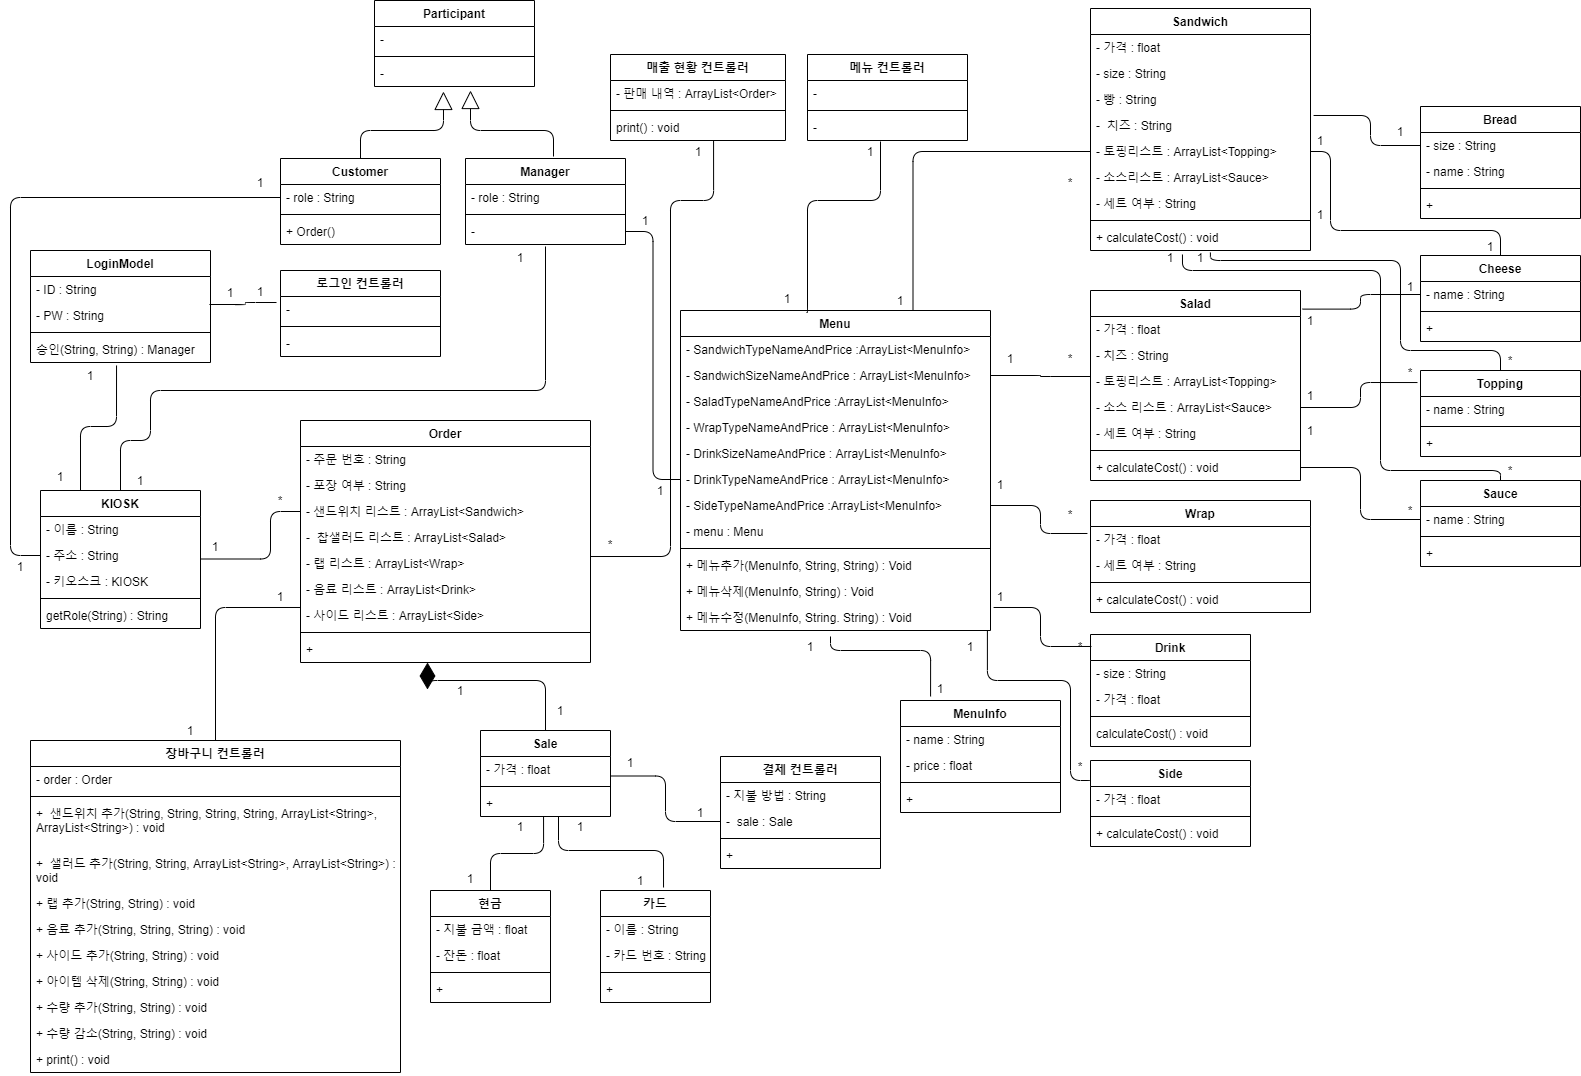 Participant
-
-
Customer
- role : String
+ Order()
Manager
- role : String
-
매출 현황 컨트롤러
- 판매 내역 : ArrayList<Order>
print() : void
메뉴 컨트롤러
-
-
Sandwich
- 가격 : float
- size : String
- 빵 : String
- 치즈 : String
- 토핑리스트 : ArrayList<Topping>
- 소스리스트 : ArrayList<Sauce>
- 세트 여부 : String
+ calculateCost() : void
Bread
- size : String
- name : String
+
Cheese
- name : String
+
Topping
- name : String
+
Sauce
- name : String
+
LoginModel
- ID : String
- PW : String
승인(String, String) : Manager
로그인 컨트롤러
-
-
KIOSK
- 이름 : String
- 주소 : String
- 키오스크 : KIOSK
getRole(String) : String
Order
- 주문 번호 : String
- 포장 여부 : String
- 샌드위치 리스트 : ArrayList<Sandwich>
- 찹샐러드 리스트 : ArrayList<Salad>
- 랩 리스트 : ArrayList<Wrap>
- 음료 리스트 : ArrayList<Drink>
- 사이드 리스트 : ArrayList<Side>
+
Menu
- SandwichTypeNameAndPrice :ArrayList<MenuInfo>
- SandwichSizeNameAndPrice : ArrayList<MenuInfo>
- SaladTypeNameAndPrice :ArrayList<MenuInfo>
- WrapTypeNameAndPrice : ArrayList<MenuInfo>
- DrinkSizeNameAndPrice : ArrayList<MenuInfo>
- DrinkTypeNameAndPrice : ArrayList<MenuInfo>
- SideTypeNameAndPrice :ArrayList<MenuInfo>
- menu : Menu
+ 메뉴추가(MenuInfo, String, String) : Void
+ 메뉴삭제(MenuInfo, String) : Void
+ 메뉴수정(MenuInfo, String. String) : Void
Salad
- 가격 : float
- 치즈 : String
- 토핑리스트 : ArrayList<Topping>
- 소스 리스트 : ArrayList<Sauce>
- 세트 여부 : String
+ calculateCost() : void
Wrap
- 가격 : float
- 세트 여부 : String
+ calculateCost() : void
Drink
- size : String
- 가격 : float
calculateCost() : void
Side
- 가격 : float
+ calculateCost() : void
MenuInfo
- name : String
- price : float
+
장바구니 컨트롤러
- order : Order
+ 샌드위치 추가(String, String, String, String, ArrayList<String>,
ArrayList<String>) : void
+ 샐러드 추가(String, String, ArrayList<String>, ArrayList<String>) :
void
+ 랩 추가(String, String) : void
+ 음료 추가(String, String, String) : void
+ 사이드 추가(String, String) : void
+ 아이템 삭제(String, String) : void
+ 수량 추가(String, String) : void
+ 수량 감소(String, String) : void
+ print() : void
Sale
- 가격 : float
+
결제 컨트롤러
- 지불 방법 : String
- sale : Sale
+
현금
- 지불 금액 : float
- 잔돈 : float
+
카드
- 이름 : String
- 카드 번호 : String
+
1
1
1
1
1
1
1
1
1
1
1
1
1
*
1
1
1
*
1
1
1
1
1
1
1
1
1
1
1
1
*
1
*
1
*
1
*
1
*
1
1
1
1
1
1
1
1
1
1
*
*
1
1
1
*
1
*